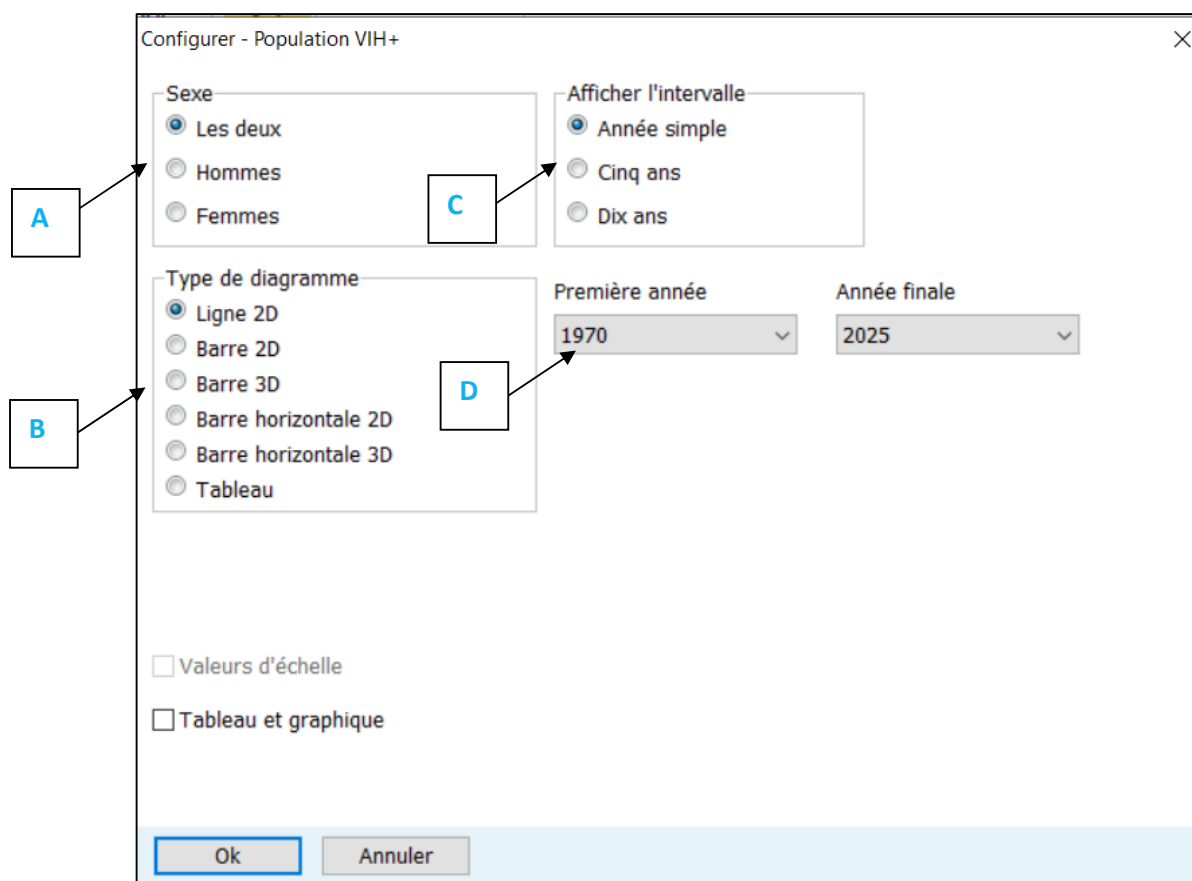 Configurer - Population VIH+
Sexe
Les deux
Hommes
Femmes
A
Afficher l'intervalle
Année simple
Cinq ans
Dix ans
C
Type de diagramme
Ligne 2D
Barre 2D
Barre 3D
Barre horizontale 2D
Barre horizontale 3D
Tableau
B
Première année
1970
D
Année finale
2025
Valeurs d'échelle
Tableau et graphique
Ok
Annuler